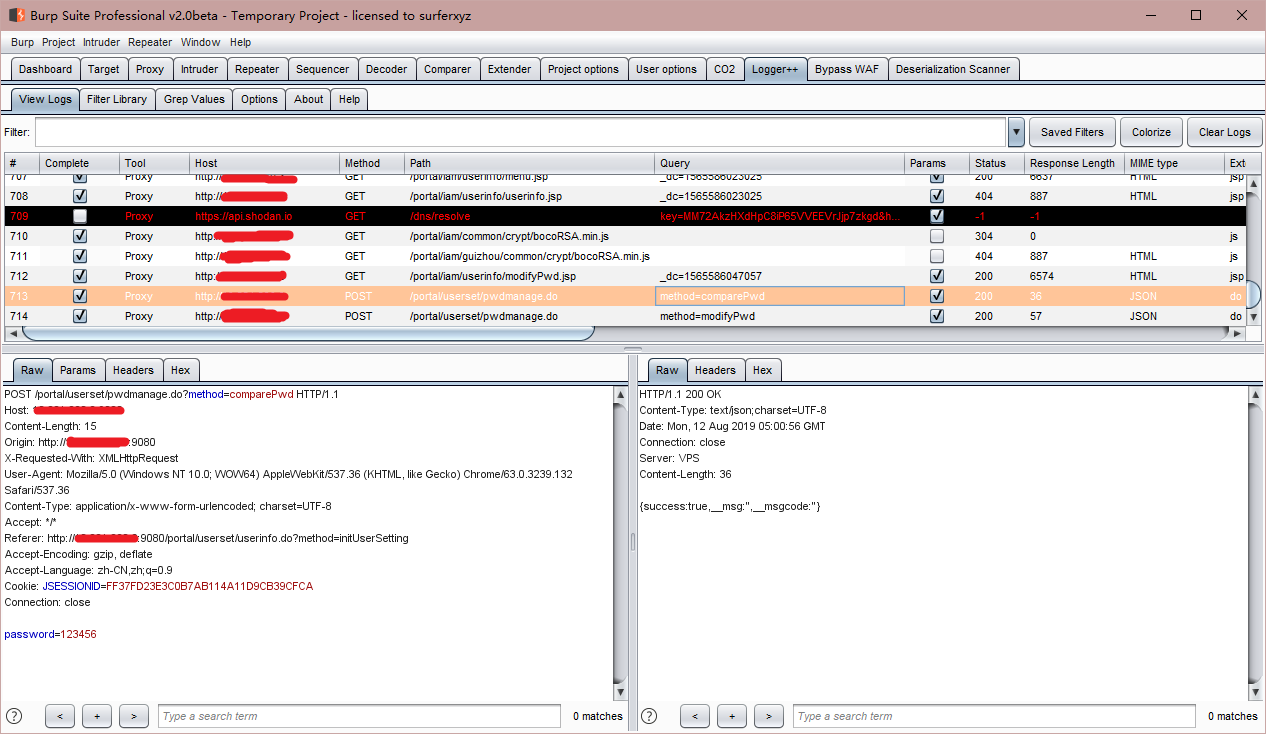 Burp Suite Professional v2.0beta - Temporary Project - licensed to surferxyz
Burp Project Intruder Repeater Window Help
Dashboard Target Proxy Intruder Repeater Sequencer Decoder Comparer Extender Project options User options CO2 Logger++ Bypass WAF Deserialization Scanner
View Logs Filter Library Grep Values Options About Help
Filter: Saved Filters Colorize Clear Logs
# Complete Tool Host Method Path Query Params Status Response Length MIME type Exte
707 Proxy http:/ GET /portal/iam/userinfo/menu.jsp _dc=1565586023025 200 6637 HTML jsp
708 Proxy http:/ GET /portal/iam/userinfo/userinfo.jsp _dc=1565586023025 404 887 HTML jsp
709 Proxy https://api.shodan.io GET /dns/resolve key=MM72AkzHXdHpC8iP65VVEEVrJjp7zkgd&h... -1 -1
710 Proxy http: GET /portal/iam/common/crypt/bocoRSA.min.js 304 0 js
711 Proxy http:/ GET /portal/iam/guizhou/common/crypt/bocoRSA.min.js 404 887 HTML js
712 Proxy http:/ GET /portal/iam/userinfo/modifyPwd.jsp _dc=1565586047057 200 6574 HTML jsp
713 Proxy http:/ POST /portal/userset/pwdmanage.do method=comparePwd 200 36 JSON do
714 Proxy http:/ POST /portal/userset/pwdmanage.do method=modifyPwd 200 57 JSON do
Raw Params Headers Hex
POST /portal/userset/pwdmanage.do?method=comparePwd HTTP/1.1
Host:
Content-Length: 15
Origin: http:// :9080
X-Requested-With: XMLHttpRequest
User-Agent: Mozilla/5.0 (Windows NT 10.0; WOW64) AppleWebKit/537.36 (KHTML, like Gecko) Chrome/63.0.3239.132
Safari/537.36
Content-Type: application/x-www-form-urlencoded; charset=UTF-8
Accept: */*
Referer: http:// :9080/portal/userset/userinfo.do?method=initUserSetting
Accept-Encoding: gzip, deflate
Accept-Language: zh-CN,zh;q=0.9
Cookie: JSESSIONID=FF37FD23E3C0B7AB114A11D9CB39CFCA
Connection: close
password=123456
? < + > Type a search term 0 matches
Raw Headers Hex
HTTP/1.1 200 OK
Content-Type: text/json;charset=UTF-8
Date: Mon, 12 Aug 2019 05:00:56 GMT
Connection: close
Server: VPS
Content-Length: 36
{success:true,__msg:'',__msgcode:''}
? < + > Type a search term 0 matches